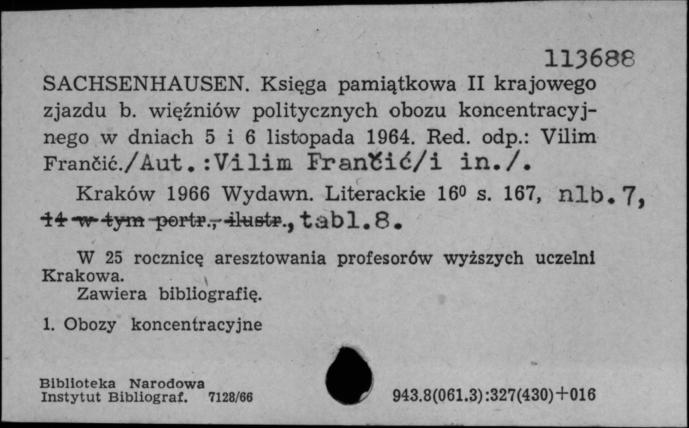 113688
SACHSENHAUSEN. Księga pamiątkowa II krajowego
zjazdu b. więźniów politycznych obozu koncentracyj-
nego w dniach 5 i 6 listopada 1964. Red. odp.: Vilim
Frančić./Aut.:Vilim Frančić/i in./.
Kraków 1966 Wydawn. Literackie 16⁰ s. 167, nlb.7,
14 w tym portr., ilustr., tabl.8.
W 25 rocznicę aresztowania profesorów wyższych uczelni
Krakowa.
Zawiera bibliografię.
1. Obozy koncentracyjne
Biblioteka Narodowa
Instytut Bibliograf. 7128/66
943.8(061.3):327(430)+016